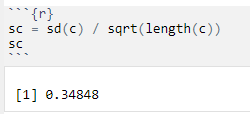 ```{r}
sc = sd(c) / sqrt(length(c))
sc
```
[1] 0.34848